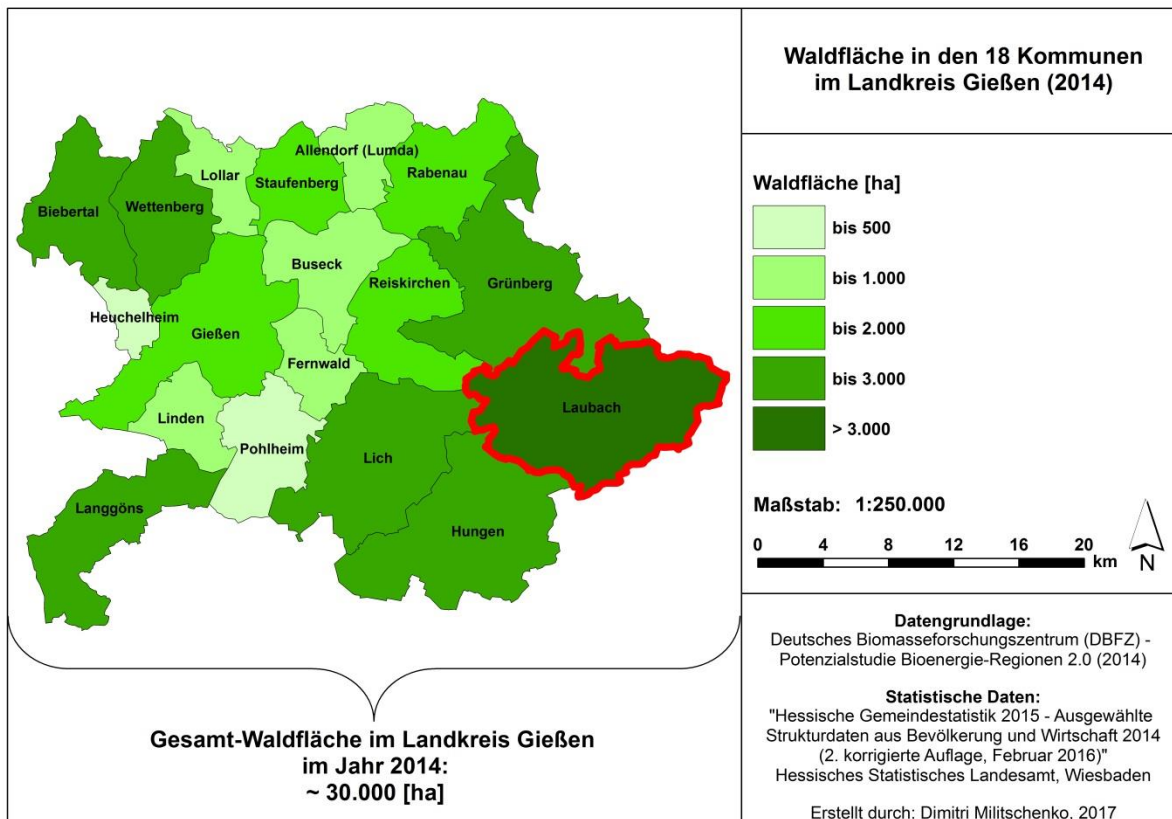 Waldfläche in den 18 Kommunen
im Landkreis Gießen (2014)
Allendorf (Lumda)
Lollar
Staufenberg
Rabenau
Biebertal
Wettenberg
Buseck
Reiskirchen
Grünberg
Heuchelheim
Gießen
Fernwald
Laubach
Linden
Pohlheim
Lich
Langgöns
Hungen
Gesamt-Waldfläche im Landkreis Gießen
im Jahr 2014:
~ 30.000 [ha]
Waldfläche [ha]
bis 500
bis 1.000
bis 2.000
bis 3.000
> 3.000
Maßstab: 1:250.000
0 4 8 12 16 20
km
N
Datengrundlage:
Deutsches Biomasseforschungszentrum (DBFZ) -
Potenzialstudie Bioenergie-Regionen 2.0 (2014)
Statistische Daten:
"Hessische Gemeindestatistik 2015 - Ausgewählte
Strukturdaten aus Bevölkerung und Wirtschaft 2014
(2. korrigierte Auflage, Februar 2016)"
Hessisches Statistisches Landesamt, Wiesbaden
Erstellt durch: Dimitri Militschenko, 2017